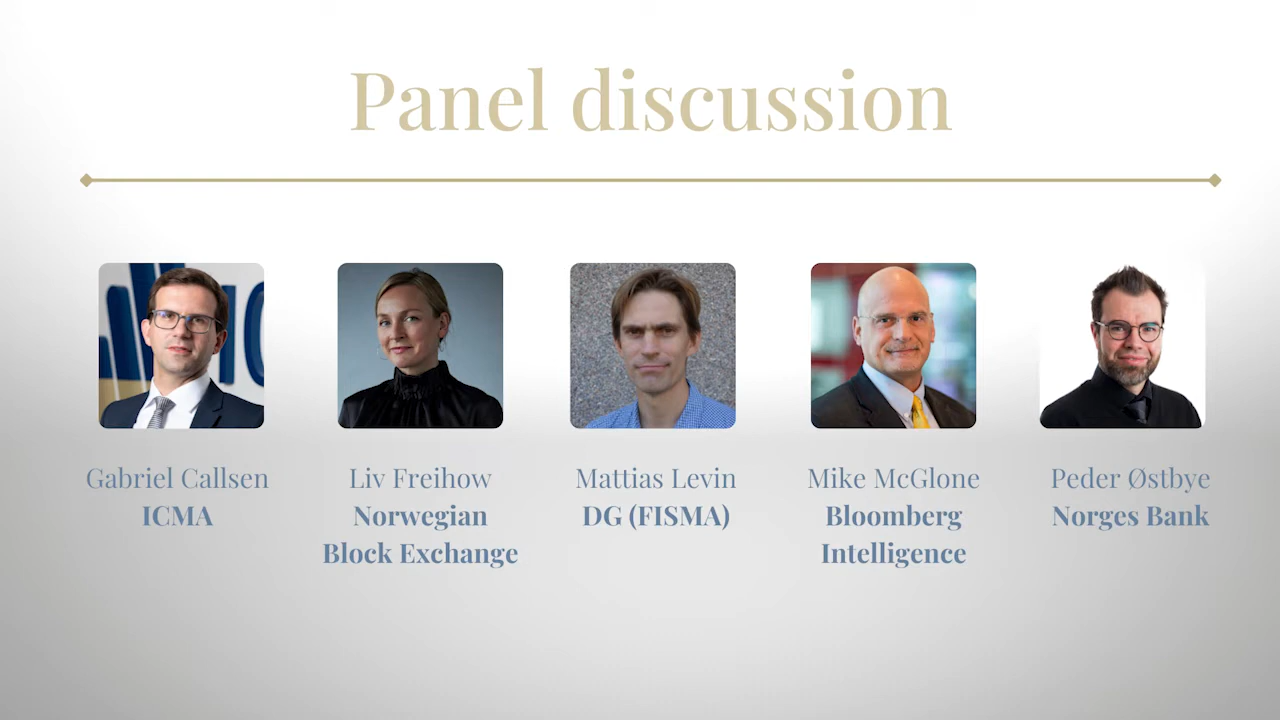 Panel discussion
Gabriel Callsen
ICMA
Liv Freihow
Norwegian
Block Exchange
Mattias Levin
DG (FISMA)
Mike McGlone
Bloomberg
Intelligence
Peder Østbye
Norges Bank